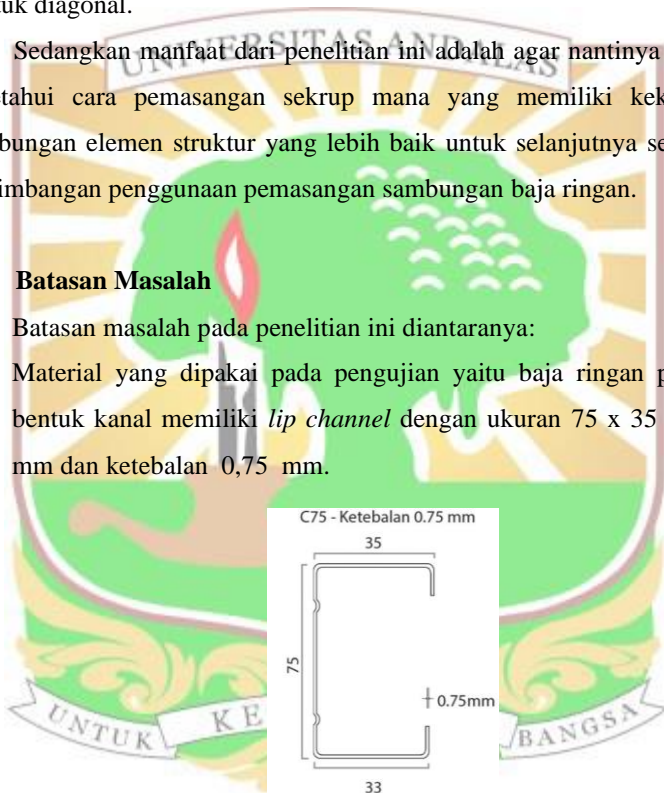 uk diagonal.
UNIVERSITAS ANDALAS
Sedangkan manfaat dari penelitian ini adalah agar nantinya
etahui cara pemasangan sekrup mana yang memiliki kek
bungan elemen struktur yang lebih baik untuk selanjutnya se
imbangan penggunaan pemasangan sambungan baja ringan.
Batasan Masalah
Batasan masalah pada penelitian ini diantaranya:
Material yang dipakai pada pengujian yaitu baja ringan p
bentuk kanal memiliki lip channel dengan ukuran 75 x 35
mm dan ketebalan 0,75 mm.
C75 - Ketebalan 0.75 mm
35
75
0.75mm
33
UNTUK KE BANGSA